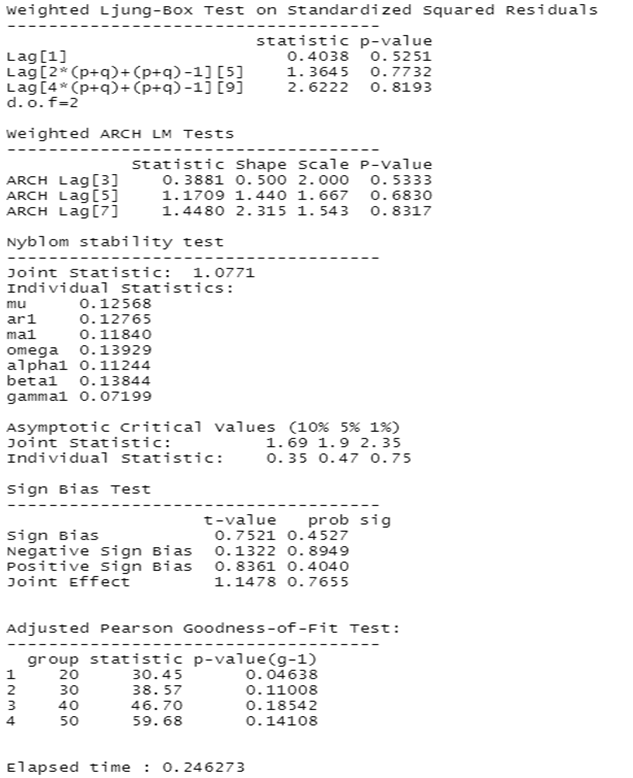 Weighted Ljung-Box Test on Standardized Squared Residuals
------------------------------------
                        statistic p-value
Lag[1]                     0.4038  0.5251
Lag[2*(p+q)+(p+q)-1][5]    1.3645  0.7732
Lag[4*(p+q)+(p+q)-1][9]    2.6222  0.8193
d.o.f=2

Weighted ARCH LM Tests
------------------------------------
            Statistic Shape Scale P-Value
ARCH Lag[3]    0.3881 0.500 2.000  0.5333
ARCH Lag[5]    1.1709 1.440 1.667  0.6830
ARCH Lag[7]    1.4480 2.315 1.543  0.8317

Nyblom stability test
------------------------------------
Joint Statistic:  1.0771
Individual Statistics:
mu     0.12568
ar1    0.12765
ma1    0.11840
omega  0.13929
alpha1 0.11244
beta1  0.13844
gamma1 0.07199

Asymptotic Critical Values (10% 5% 1%)
Joint Statistic:         1.69 1.9 2.35
Individual Statistic:    0.35 0.47 0.75

Sign Bias Test
------------------------------------
                   t-value   prob sig
Sign Bias           0.7521 0.4527
Negative Sign Bias  0.1322 0.8949
Positive Sign Bias  0.8361 0.4040
Joint Effect        1.1478 0.7655

Adjusted Pearson Goodness-of-Fit Test:
------------------------------------
  group statistic p-value(g-1)
1    20     30.45      0.04638
2    30     38.57      0.11008
3    40     46.70      0.18542
4    50     59.68      0.14108

Elapsed time : 0.246273